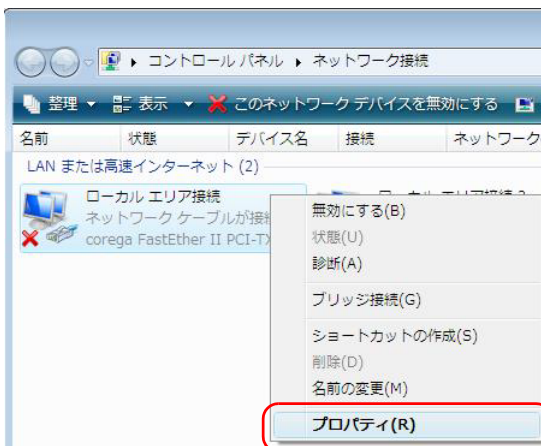 コントロール パネル ▸ ネットワーク接続
整理 表示 このネットワーク デバイスを無効にする
名前 状態 デバイス名 接続 ネットワーク
LAN または高速インターネット (2)
ローカル エリア接続
ネットワーク ケーブルが接
corega FastEther II PCI-TX
無効にする(B)
状態(U)
診断(A)
ブリッジ接続(G)
ショートカットの作成(S)
削除(D)
名前の変更(M)
プロパティ(R)